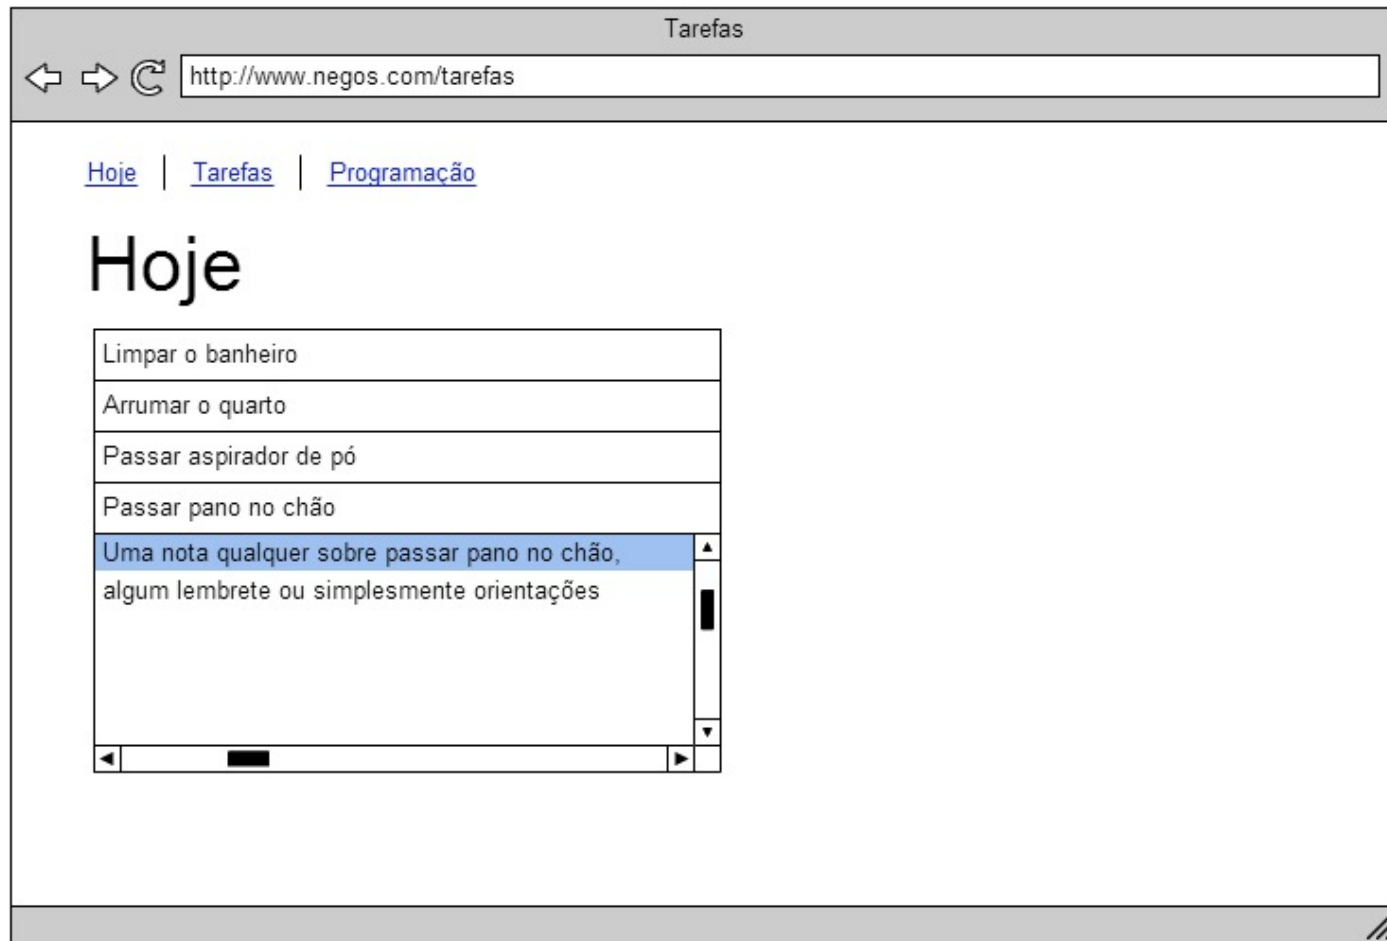 Tarefas
http://www.negos.com/tarefas
Hoje Tarefas Programação
Hoje
Limpar o banheiro
Arrumar o quarto
Passar aspirador de pó
Passar pano no chão
Uma nota qualquer sobre passar pano no chão,
algum lembrete ou simplesmente orientações